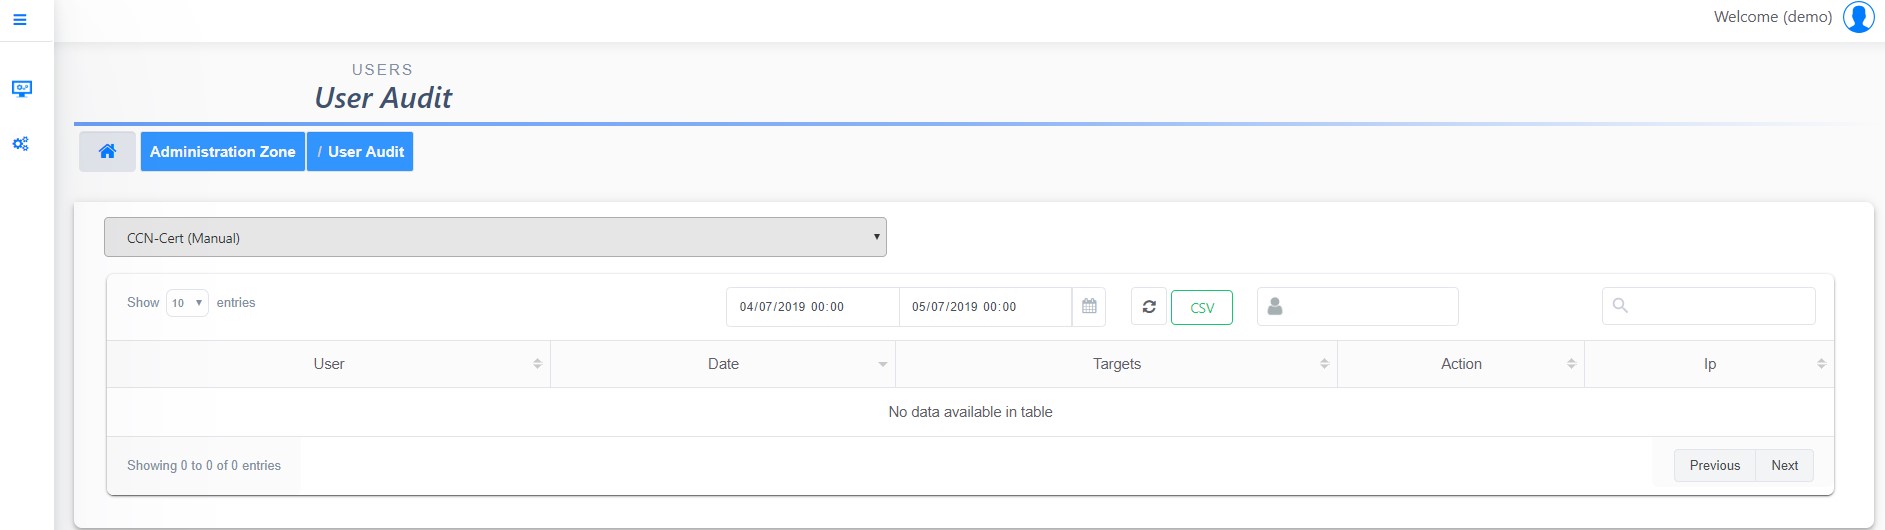 Welcome (demo)
USERS
User Audit
Administration Zone / User Audit
CCN-Cert (Manual)
Show 10 entries 04/07/2019 00:00 05/07/2019 00:00 CSV
User Date Targets Action Ip
No data available in table
Showing 0 to 0 of 0 entries Previous Next